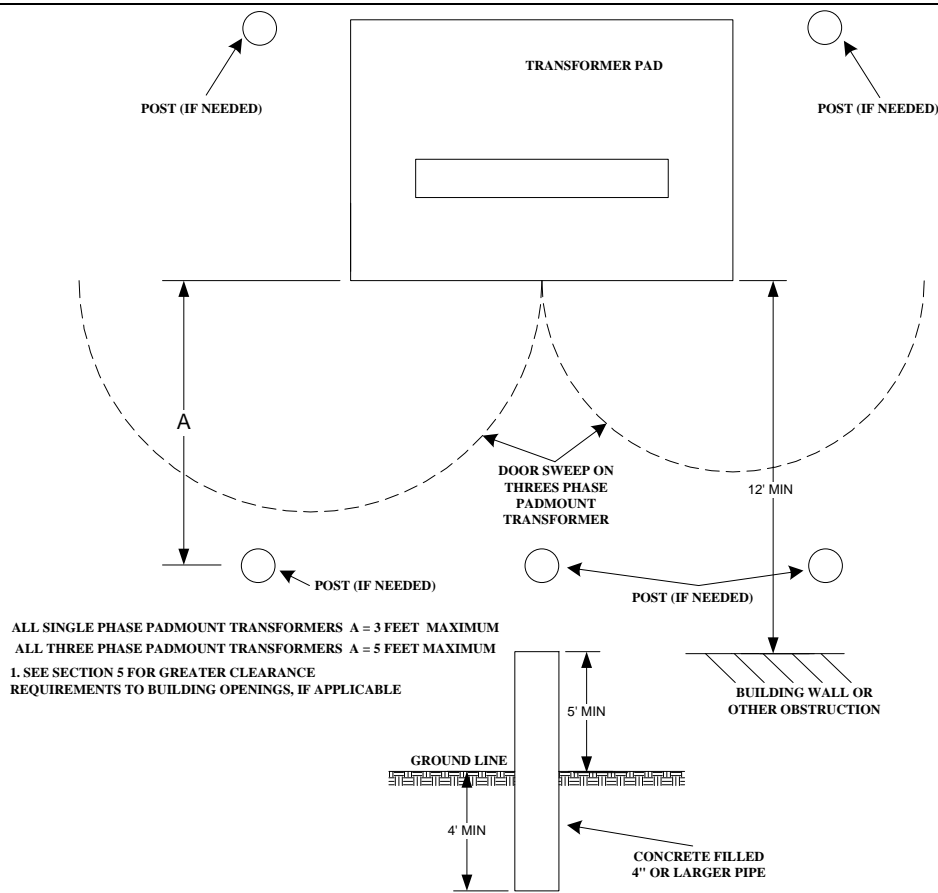 TRANSFORMER PAD
POST (IF NEEDED)
POST (IF NEEDED)
A
DOOR SWEEP ON
THREES PHASE
PADMOUNT
TRANSFORMER
12' MIN
POST (IF NEEDED)
POST (IF NEEDED)
ALL SINGLE PHASE PADMOUNT TRANSFORMERS A = 3 FEET MAXIMUM
ALL THREE PHASE PADMOUNT TRANSFORMERS A = 5 FEET MAXIMUM
1. SEE SECTION 5 FOR GREATER CLEARANCE
REQUIREMENTS TO BUILDING OPENINGS, IF APPLICABLE
BUILDING WALL OR
OTHER OBSTRUCTION
5' MIN
GROUND LINE
4' MIN
CONCRETE FILLED
4" OR LARGER PIPE